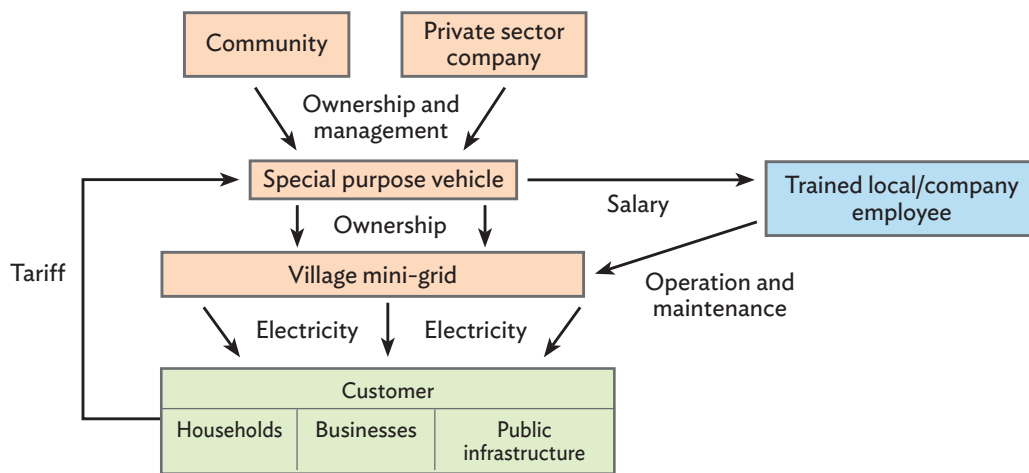 Community
Private sector
company
Ownership and
management
Special purpose vehicle
Salary
Trained local/company
employee
Ownership
Tariff
Village mini-grid
Operation and
maintenance
Electricity
Electricity
Customer
Households
Businesses
Public
infrastructure